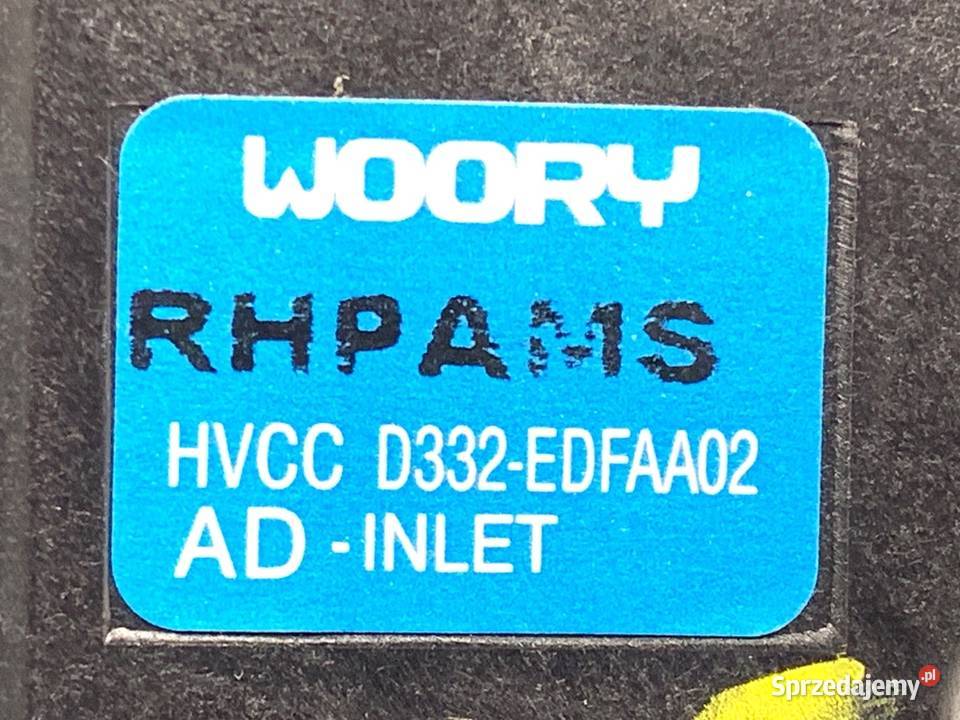 WOORY
RHPAMS
HVCC D332-EDFAA02
AD - INLET
Sprzedajemy.pl